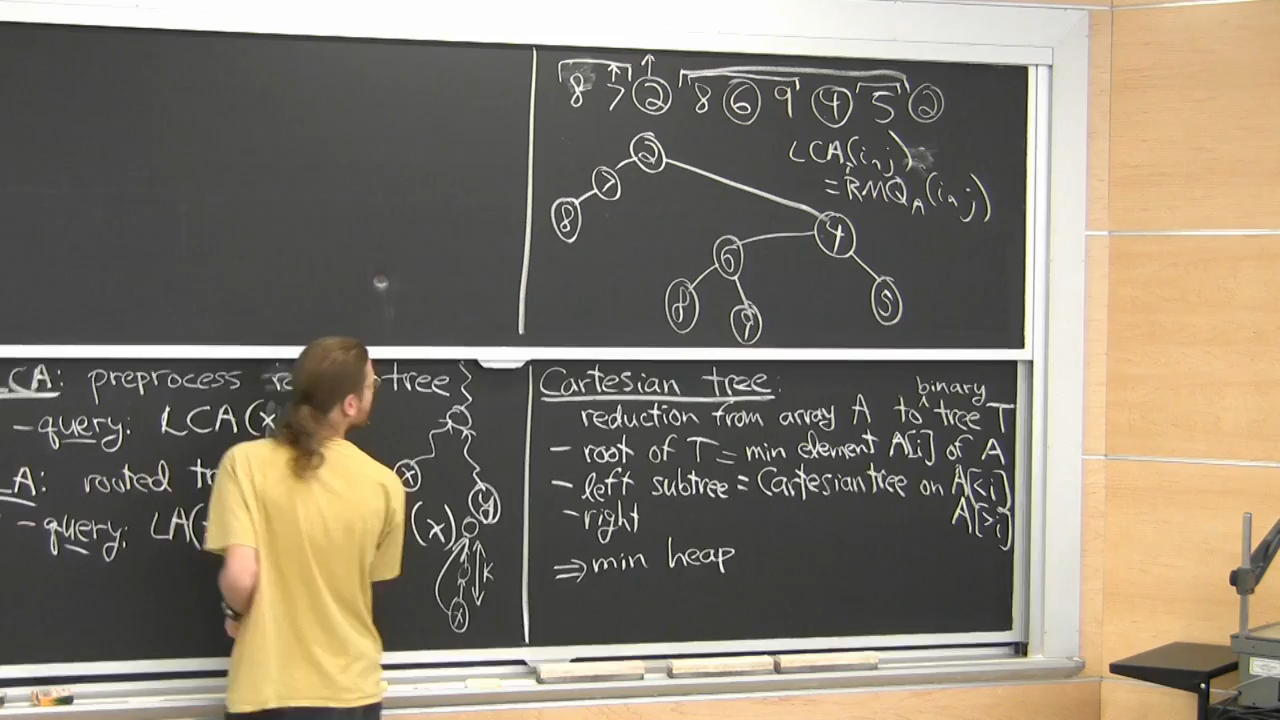 8 7 2 8 6 9 4 5 2
LCA(i,j)
= RMQ_A(i,j)
2
7
8
4
6
8
9
5
LCA: preprocess tree
- query: LCA(x
LA: rooted
- query: LA( (x)
x
y
k
x
Cartesian tree:
reduction from array A to binary tree T
- root of T = min element A[i] of A
- left subtree = Cartesian tree on A[<i]
- right A[>i]
⇒ min heap